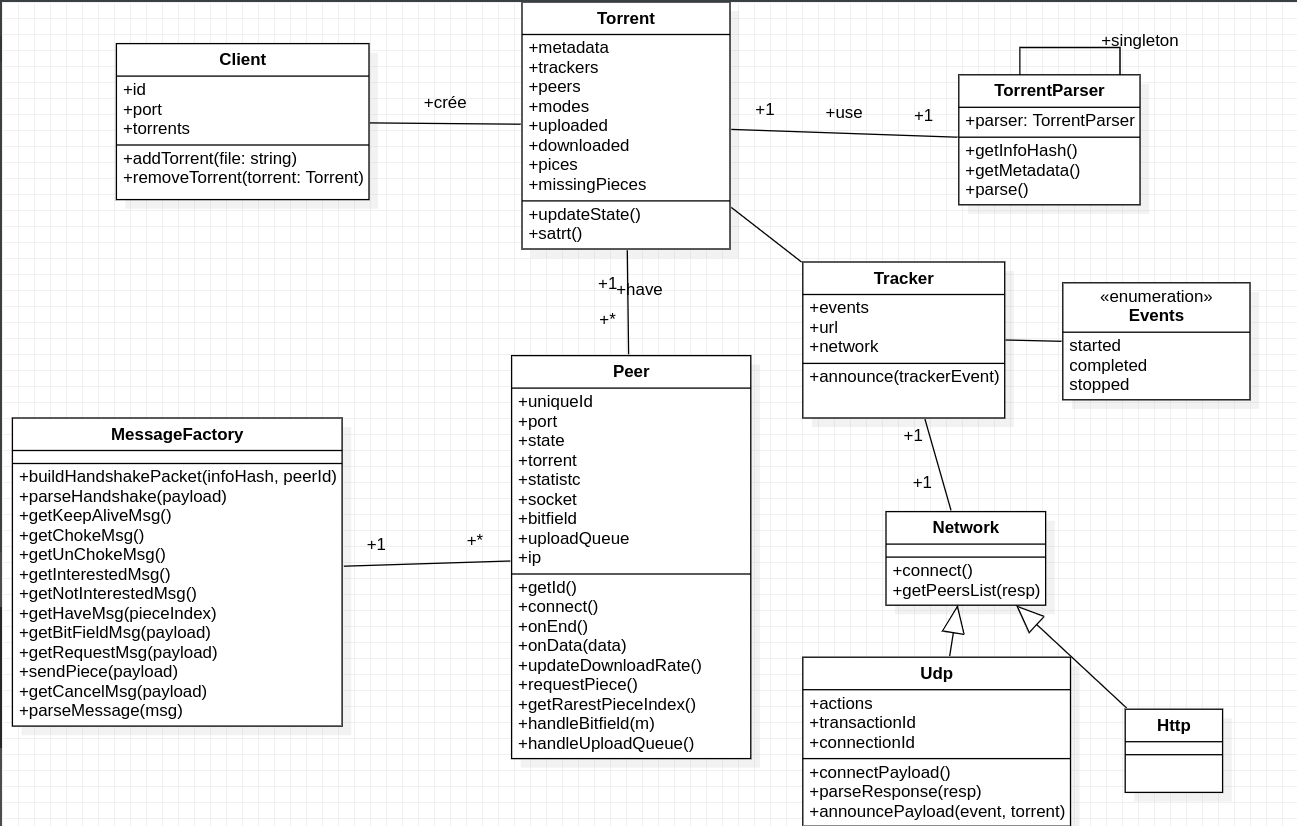 Client
+id
+port
+torrents
+addTorrent(file: string)
+removeTorrent(torrent: Torrent)
+crée
Torrent
+metadata
+trackers
+peers
+modes
+uploaded
+downloaded
+pices
+missingPieces
+updateState()
+satrt()
+1
+use
+1
+singleton
TorrentParser
+parser: TorrentParser
+getInfoHash()
+getMetadata()
+parse()
+1
+have
+*
Tracker
+events
+url
+network
+announce(trackerEvent)
«enumeration»
Events
started
completed
stopped
MessageFactory
+buildHandshakePacket(infoHash, peerId)
+parseHandshake(payload)
+getKeepAliveMsg()
+getChokeMsg()
+getUnChokeMsg()
+getInterestedMsg()
+getNotInterestedMsg()
+getHaveMsg(pieceIndex)
+getBitFieldMsg(payload)
+getRequestMsg(payload)
+sendPiece(payload)
+getCancelMsg(payload)
+parseMessage(msg)
+1
+*
Peer
+uniqueId
+port
+state
+torrent
+statistc
+socket
+bitfield
+uploadQueue
+ip
+getId()
+connect()
+onEnd()
+onData(data)
+updateDownloadRate()
+requestPiece()
+getRarestPieceIndex()
+handleBitfield(m)
+handleUploadQueue()
+1
+1
Network
+connect()
+getPeersList(resp)
Udp
+actions
+transactionId
+connectionId
+connectPayload()
+parseResponse(resp)
+announcePayload(event, torrent)
Http